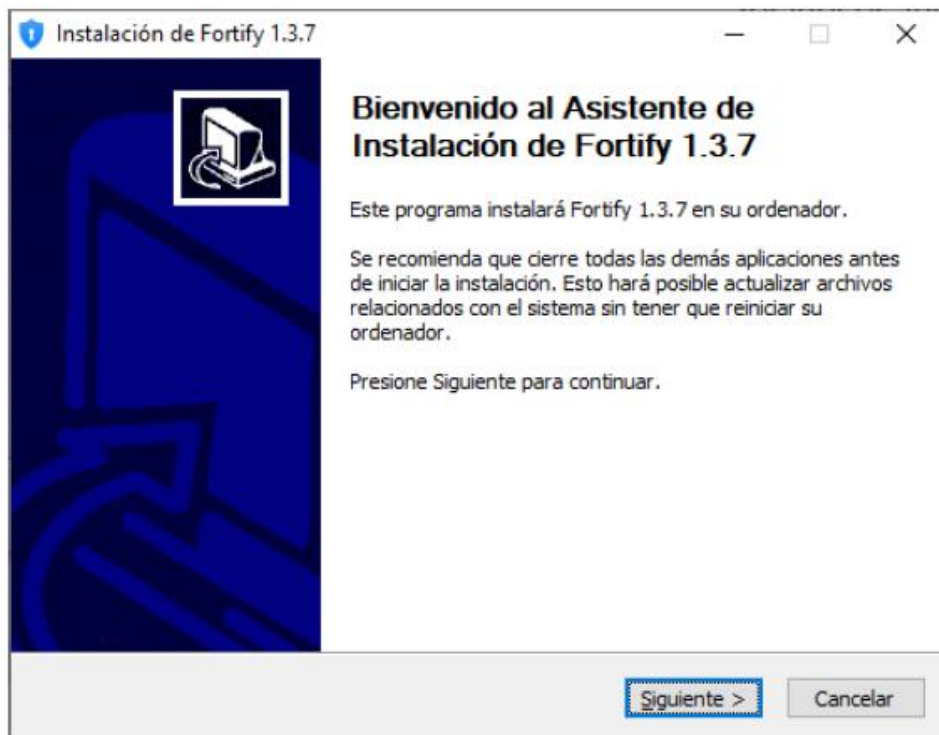 Instalación de Fortify 1.3.7
Bienvenido al Asistente de
Instalación de Fortify 1.3.7
Este programa instalará Fortify 1.3.7 en su ordenador.
Se recomienda que cierre todas las demás aplicaciones antes
de iniciar la instalación. Esto hará posible actualizar archivos
relacionados con el sistema sin tener que reiniciar su
ordenador.
Presione Siguiente para continuar.
Siguiente >
Cancelar